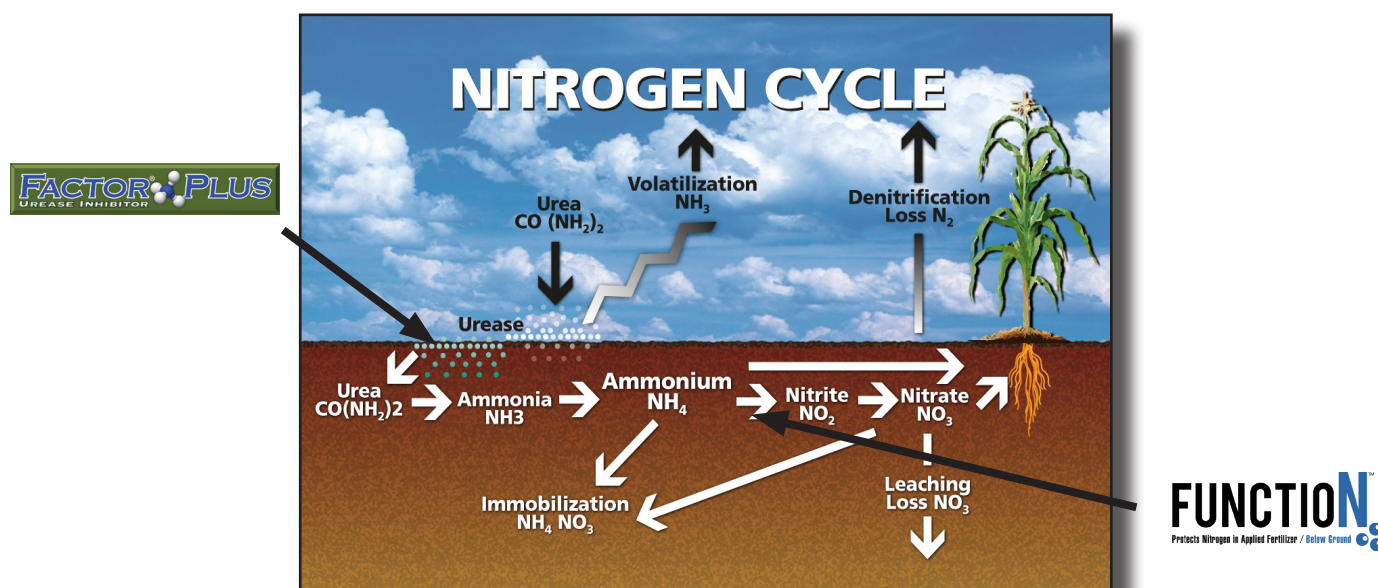 NITROGEN CYCLE
FACTOR® PLUS
UREASE INHIBITOR
Urea
CO (NH₂)₂
Volatilization
NH₃
Denitrification
Loss N₂
Urease
Urea
CO(NH₂)2
Ammonia
NH3
Ammonium
NH₄
Nitrite
NO₂
Nitrate
NO₃
Immobilization
NH₄ NO₃
Leaching
Loss NO₃
FUNCTION™
Protects Nitrogen in Applied Fertilizer / Below Ground